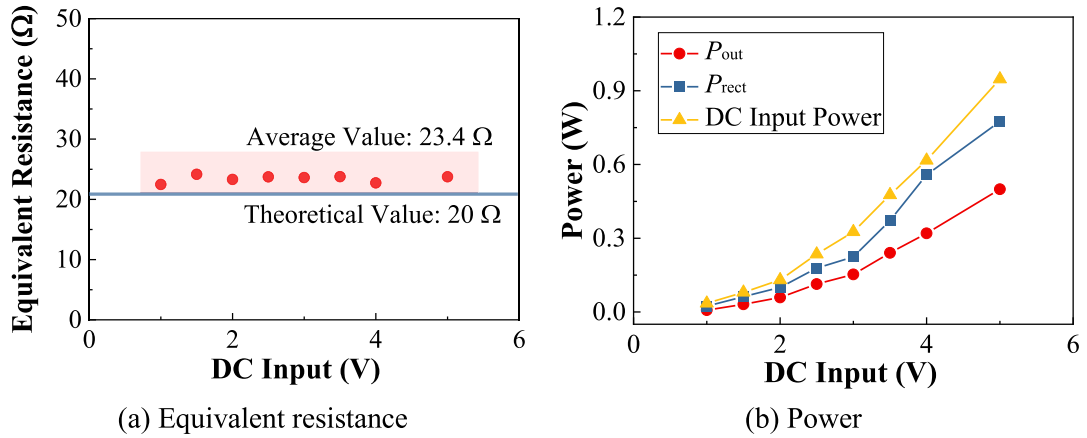 50
40
30
20
10
0
Equivalent Resistance (Ω)
Average Value: 23.4 Ω
Theoretical Value: 20 Ω
0 2 4 6
DC Input (V)
(a) Equivalent resistance
1.2
0.9
0.6
0.3
0.0
Power (W)
Pout
Prect
DC Input Power
0 2 4 6
DC Input (V)
(b) Power